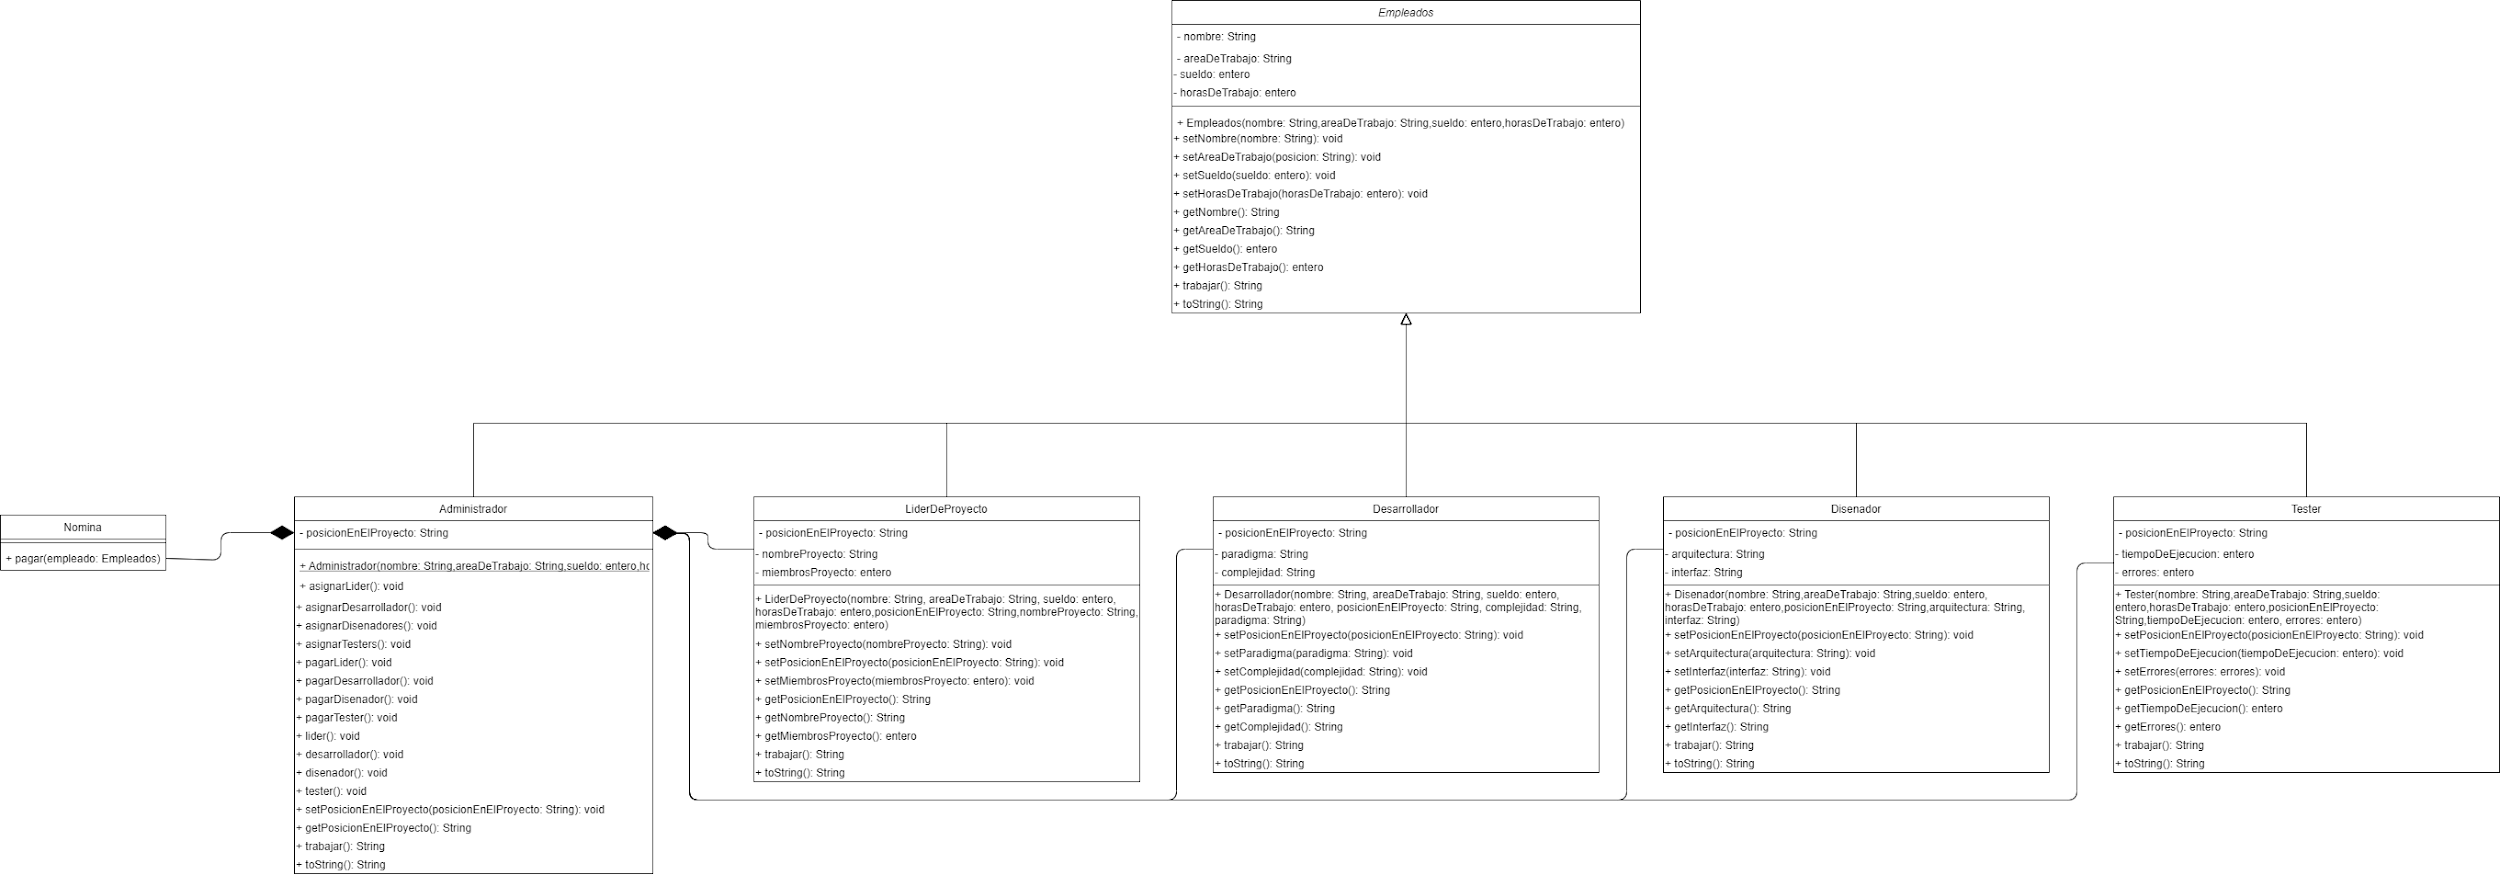 Empleados
- nombre: String
- areaDeTrabajo: String
- sueldo: entero
- horasDeTrabajo: entero
+ Empleados(nombre: String,areaDeTrabajo: String,sueldo: entero,horasDeTrabajo: entero)
+ setNombre(nombre: String): void
+ setAreaDeTrabajo(posicion: String): void
+ setSueldo(sueldo: entero): void
+ setHorasDeTrabajo(horasDeTrabajo: entero): void
+ getNombre(): String
+ getAreaDeTrabajo(): String
+ getSueldo(): entero
+ getHorasDeTrabajo(): entero
+ trabajar(): String
+ toString(): String
Nomina
+ pagar(empleado: Empleados)
Administrador
- posicionEnElProyecto: String
+ Administrador(nombre: String,areaDeTrabajo: String,sueldo: entero,ho
+ asignarLider(): void
+ asignarDesarrollador(): void
+ asignarDisenadores(): void
+ asignarTesters(): void
+ pagarLider(): void
+ pagarDesarrollador(): void
+ pagarDisenador(): void
+ pagarTester(): void
+ lider(): void
+ desarrollador(): void
+ disenador(): void
+ tester(): void
+ setPosicionEnElProyecto(posicionEnElProyecto: String): void
+ getPosicionEnElProyecto(): String
+ trabajar(): String
+ toString(): String
LiderDeProyecto
- posicionEnElProyecto: String
- nombreProyecto: String
- miembrosProyecto: entero
+ LiderDeProyecto(nombre: String, areaDeTrabajo: String, sueldo: entero,
horasDeTrabajo: entero,posicionEnElProyecto: String,nombreProyecto: String,
miembrosProyecto: entero)
+ setNombreProyecto(nombreProyecto: String): void
+ setPosicionEnElProyecto(posicionEnElProyecto: String): void
+ setMiembrosProyecto(miembrosProyecto: entero): void
+ getPosicionEnElProyecto(): String
+ getNombreProyecto(): String
+ getMiembrosProyecto(): entero
+ trabajar(): String
+ toString(): String
Desarrollador
- posicionEnElProyecto: String
- paradigma: String
- complejidad: String
+ Desarrollador(nombre: String, areaDeTrabajo: String, sueldo: entero,
horasDeTrabajo: entero, posicionEnElProyecto: String, complejidad: String,
paradigma: String)
+ setPosicionEnElProyecto(posicionEnElProyecto: String): void
+ setParadigma(paradigma: String): void
+ setComplejidad(complejidad: String): void
+ getPosicionEnElProyecto(): String
+ getParadigma(): String
+ getComplejidad(): String
+ trabajar(): String
+ toString(): String
Disenador
- posicionEnElProyecto: String
- arquitectura: String
- interfaz: String
+ Disenador(nombre: String,areaDeTrabajo: String,sueldo: entero,
horasDeTrabajo: entero,posicionEnElProyecto: String,arquitectura: String,
interfaz: String)
+ setPosicionEnElProyecto(posicionEnElProyecto: String): void
+ setArquitectura(arquitectura: String): void
+ setInterfaz(interfaz: String): void
+ getPosicionEnElProyecto(): String
+ getArquitectura(): String
+ getInterfaz(): String
+ trabajar(): String
+ toString(): String
Tester
- posicionEnElProyecto: String
- tiempoDeEjecucion: entero
- errores: entero
+ Tester(nombre: String,areaDeTrabajo: String,sueldo:
entero,horasDeTrabajo: entero,posicionEnElProyecto:
String,tiempoDeEjecucion: entero, errores: entero)
+ setPosicionEnElProyecto(posicionEnElProyecto: String): void
+ setTiempoDeEjecucion(tiempoDeEjecucion: entero): void
+ setErrores(errores: errores): void
+ getPosicionEnElProyecto(): String
+ getTiempoDeEjecucion(): entero
+ getErrores(): entero
+ trabajar(): String
+ toString(): String